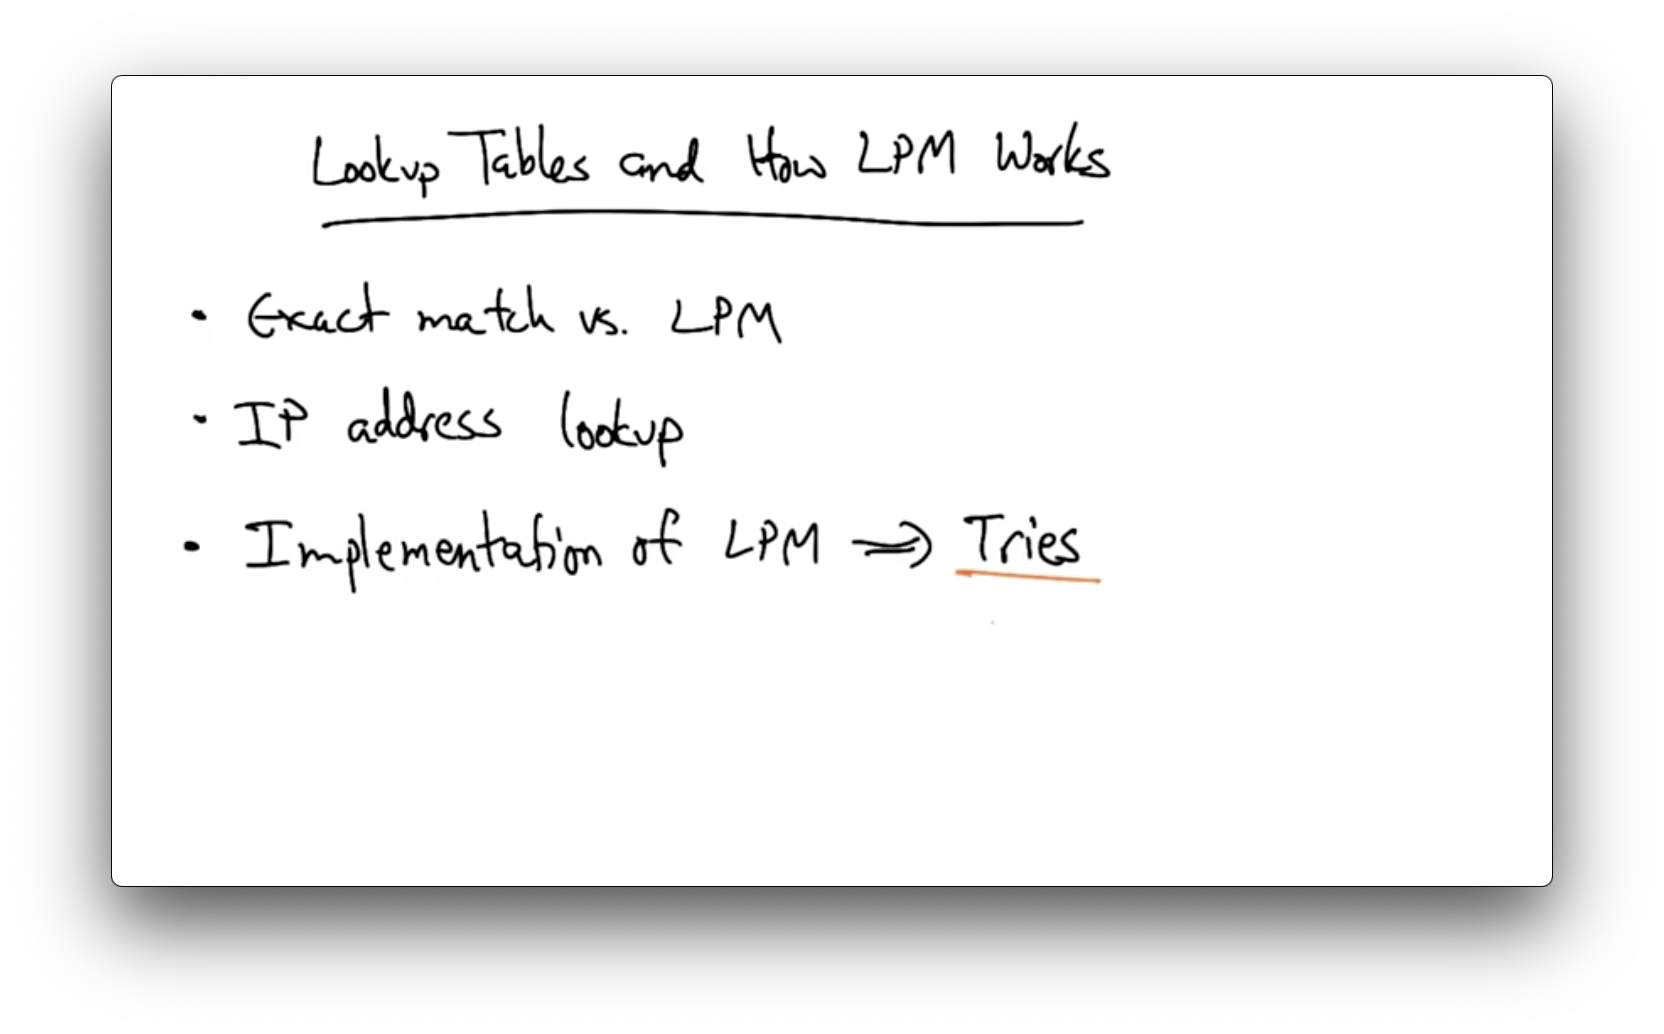 Lookup Tables and How LPM Works
• Exact match vs. LPM
• IP address lookup
• Implementation of LPM ⇒ Tries